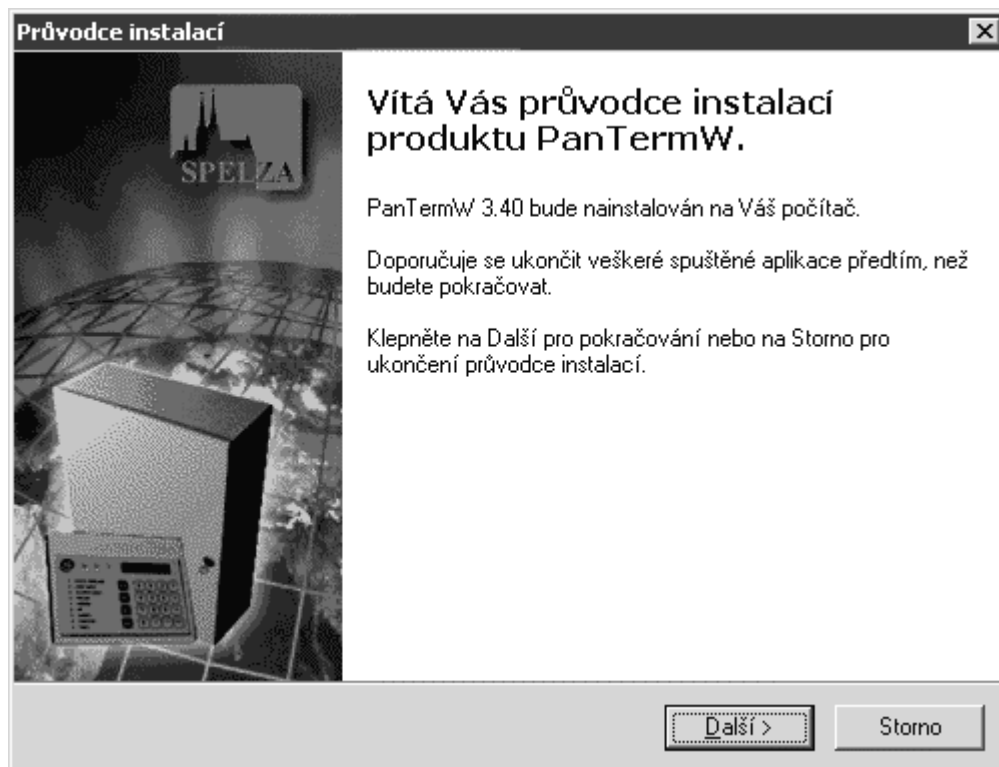 Průvodce instalací
SPELZA
Vítá Vás průvodce instalací
produktu PanTermW.
PanTermW 3.40 bude nainstalován na Váš počítač.
Doporučuje se ukončit veškeré spuštěné aplikace předtím, než
budete pokračovat.
Klepněte na Další pro pokračování nebo na Storno pro
ukončení průvodce instalací.
Další >
Storno